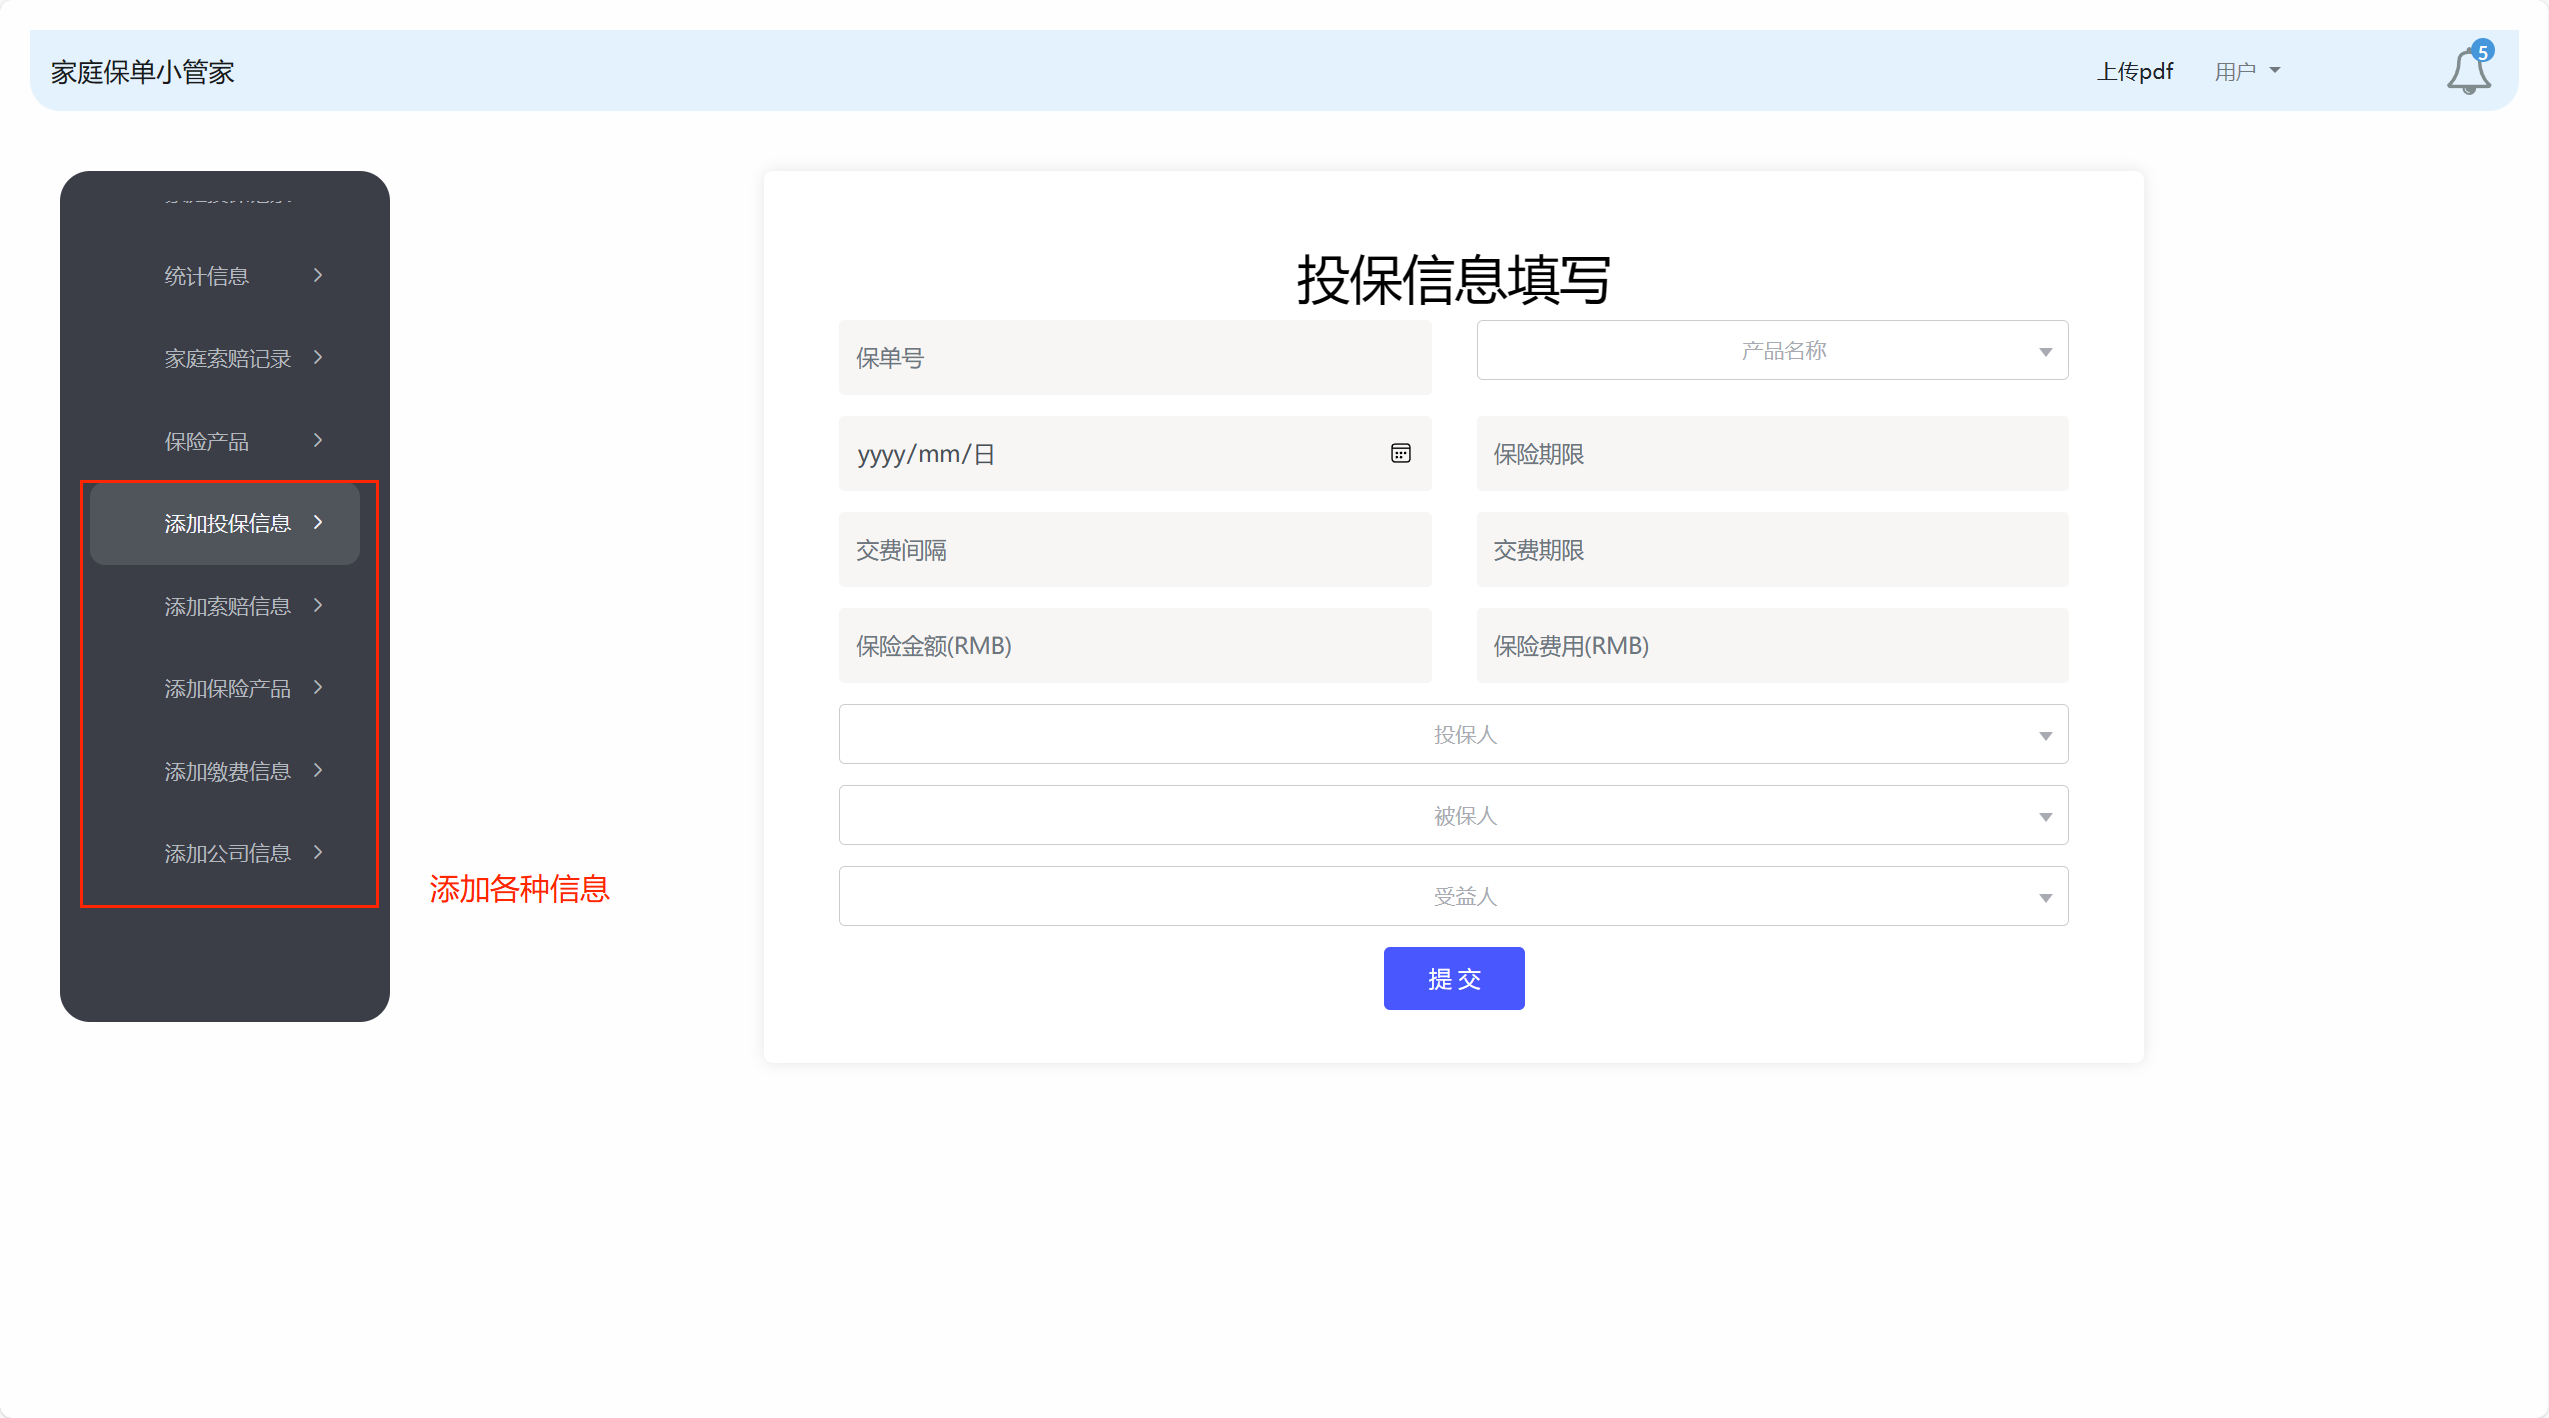 家庭保单小管家
上传pdf
用户
5
统计信息
家庭索赔记录
保险产品
添加投保信息
添加索赔信息
添加保险产品
添加缴费信息
添加公司信息
添加各种信息
投保信息填写
保单号
产品名称
yyyy/mm/日
保险期限
交费间隔
交费期限
保险金额(RMB)
保险费用(RMB)
投保人
被保人
受益人
提交